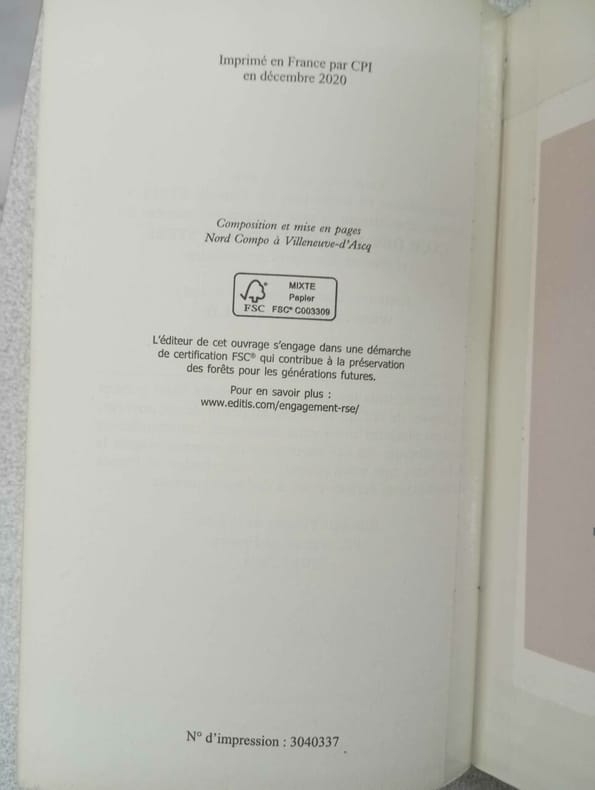 Imprimé en France par CPI
en décembre 2020
Composition et mise en pages
Nord Compo à Villeneuve-d'Ascq
MIXTE
Papier
FSC FSC® C003309
L'éditeur de cet ouvrage s'engage dans une démarche
de certification FSC® qui contribue à la préservation
des forêts pour les générations futures.
Pour en savoir plus :
www.editis.com/engagement-rse/
N° d'impression : 3040337